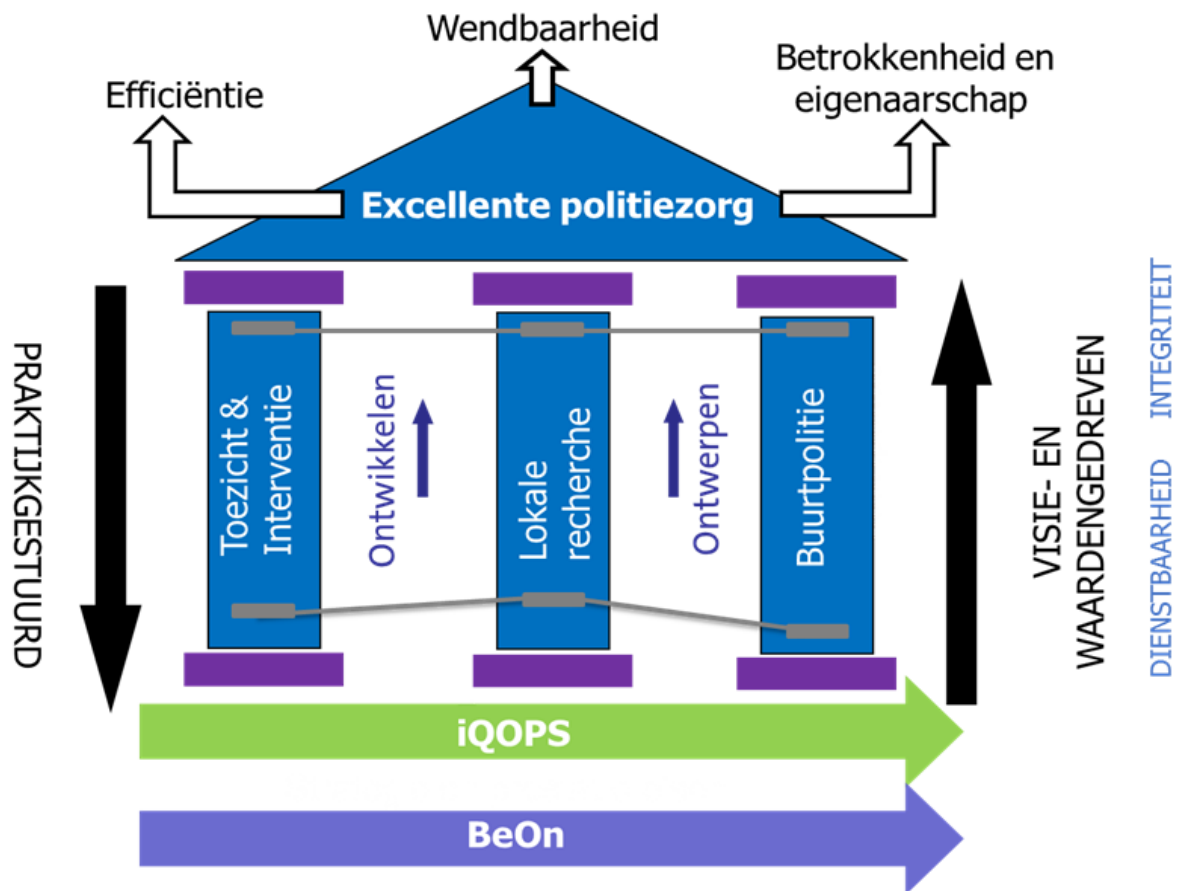 Wendbaarheid
Efficiëntie
Betrokkenheid en
eigenaarschap
Excellente politiezorg
PRAKTIJKGESTUURD
Toezicht &
Interventie
Ontwikkelen
Lokale
recherche
Ontwerpen
Buurtpolitie
VISIE- EN
WAARDENGEDREVEN
DIENSTBAARHEID INTEGRITEIT
iQOPS
BeOn